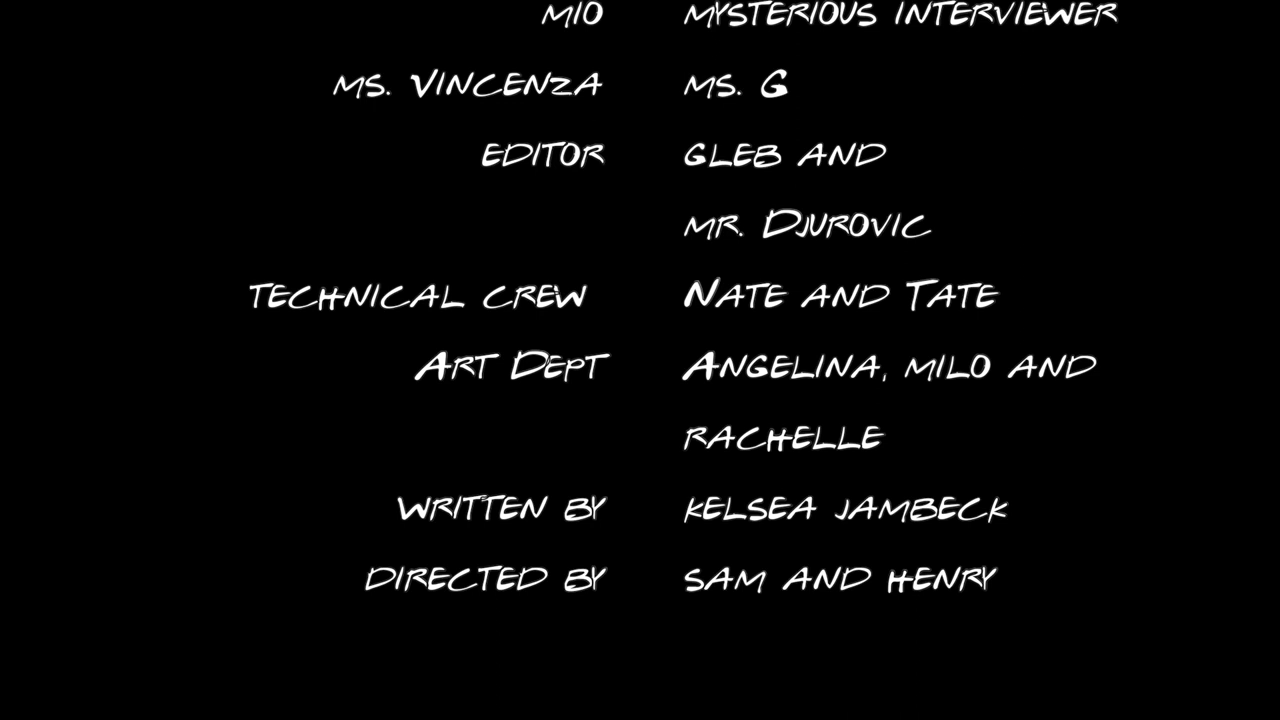 MIO MYSTERIOUS INTERVIEWER
MS. VINCENZA MS. G
EDITOR GLEB AND
MR. DJUROVIC
TECHNICAL CREW NATE AND TATE
ART DEPT ANGELINA, MILO AND
RACHELLE
WRITTEN BY KELSEA JAMBECK
DIRECTED BY SAM AND HENRY